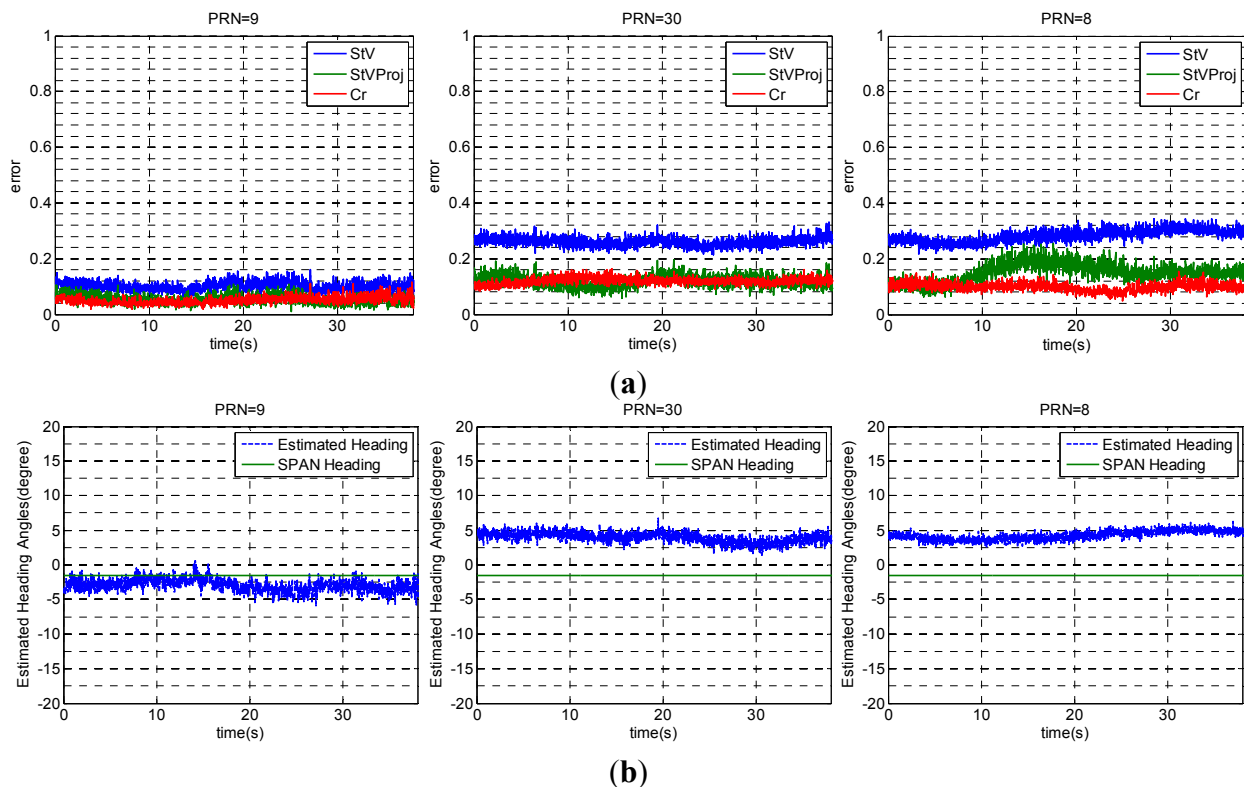 PRN=9
1
0.8
0.6
0.4
0.2
0
error
0 10 20 30
time(s)
StV
StVProj
Cr
PRN=30
1
0.8
0.6
0.4
0.2
0
error
0 10 20 30
time(s)
StV
StVProj
Cr
PRN=8
1
0.8
0.6
0.4
0.2
0
error
0 10 20 30
time(s)
StV
StVProj
Cr
(a)
PRN=9
20
15
10
5
0
-5
-10
-15
-20
Estimated Heading Angles(degree)
0 10 20 30
time(s)
Estimated Heading
SPAN Heading
PRN=30
20
15
10
5
0
-5
-10
-15
-20
Estimated Heading Angles(degree)
0 10 20 30
time(s)
Estimated Heading
SPAN Heading
PRN=8
20
15
10
5
0
-5
-10
-15
-20
Estimated Heading Angles(degree)
0 10 20 30
time(s)
Estimated Heading
SPAN Heading
(b)